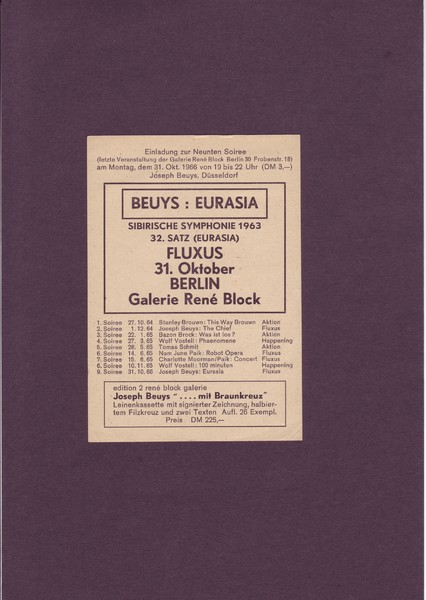 Einladung zur Neunten Soiree
(letzte Veranstaltung der Galerie René Block Berlin 30 Frobenstr. 18)
am Montag, dem 31. Okt. 1966 von 19 bis 22 Uhr (DM 3,—)
Joseph Beuys, Düsseldorf
BEUYS : EURASIA
SIBIRISCHE SYMPHONIE 1963
32. SATZ (EURASIA)
FLUXUS
31. Oktober
BERLIN
Galerie René Block
1. Soiree 27. 10. 64 Stanley Brouwn: This Way Brouwn Aktion
2. Soiree 1. 12. 64 Joseph Beuys: The Chief Fluxus
3. Soiree 22. 1. 65 Bazon Brock: Was ist los? Aktion
4. Soiree 27. 3. 65 Wolf Vostell: Phaenomene Happening
5. Soiree 28. 5. 65 Tomas Schmit Aktion
6. Soiree 14. 6. 65 Nam June Paik: Robot Opera Fluxus
7. Soiree 15. 6. 65 Charlotte Moorman/Paik: Concert Fluxus
8. Soiree 10. 11. 65 Wolf Vostell: 100 minuten Happening
9. Soiree 31. 10. 66 Joseph Beuys: Eurasia Fluxus
edition 2 rené block galerie
Joseph Beuys "....mit Braunkreuz"
Leinenkassette mit signierter Zeichnung, halbier-
tem Filzkreuz und zwei Texten Aufl. 26 Exempl.
Preis DM 225,—